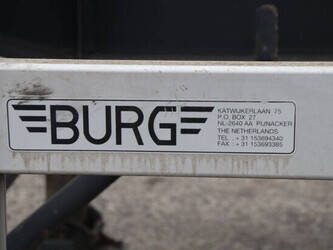 BURG
KATWIJKERLAAN 75
P.O. BOX 27
NL-2640 AA PIJNACKER
THE NETHERLANDS
TEL : +31 153694340
FAX : +31 153693385